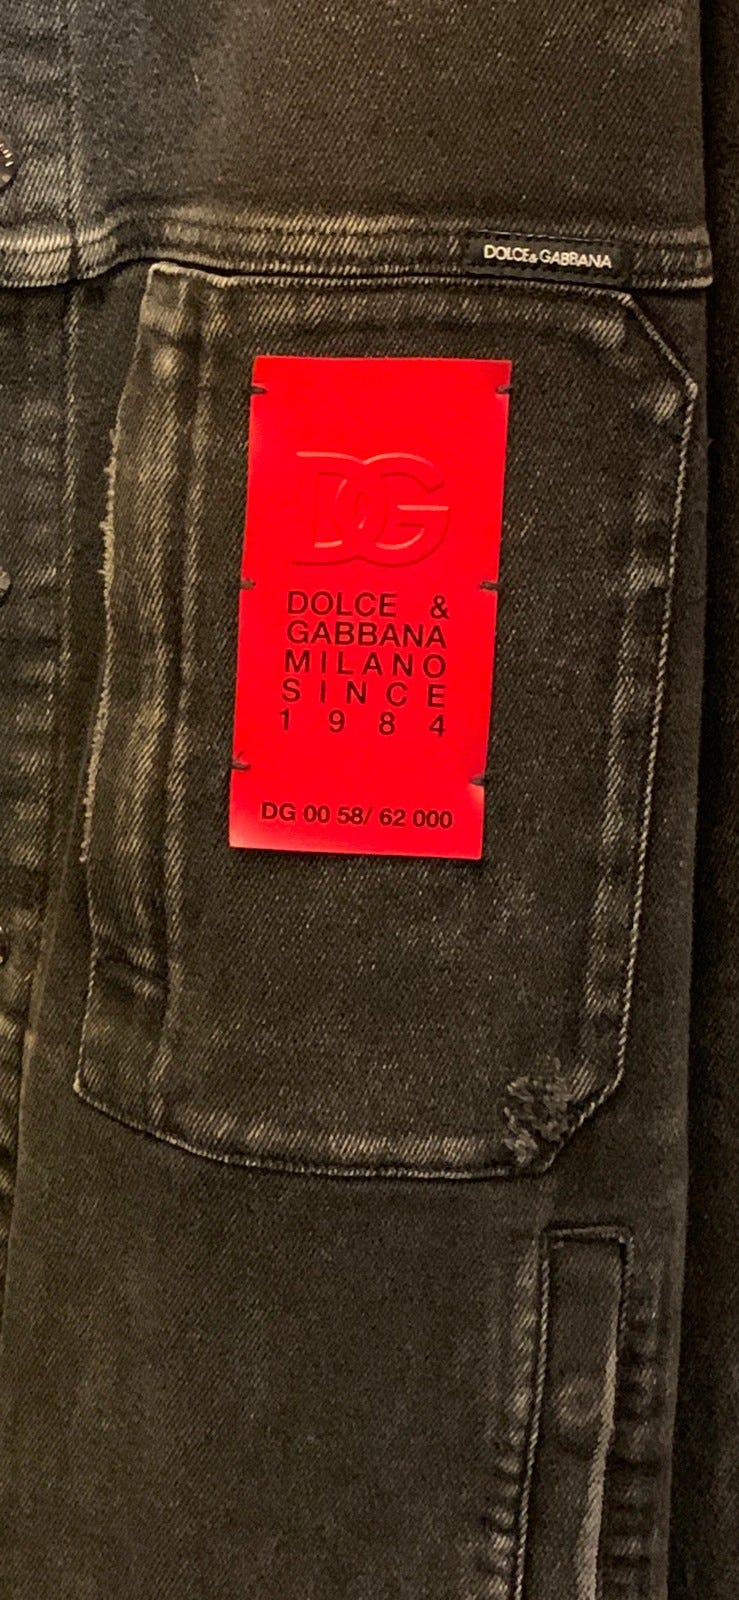 DOLCE & GABBANA
DG
DOLCE &
GABBANA
MILANO
SINCE
1984
DG 00 58/ 62 000